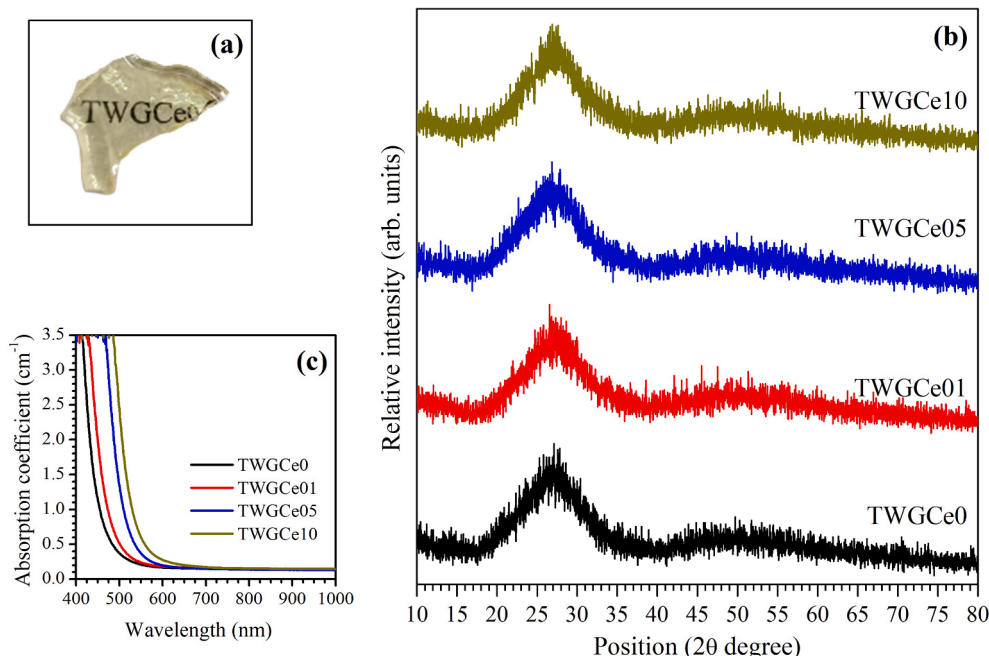 (a)
TWGCe0
(b)
Relative intensity (arb. units)
TWGCe10
TWGCe05
TWGCe01
TWGCe0
10 15 20 25 30 35 40 45 50 55 60 65 70 75 80
Position (2θ degree)
(c)
Absorption coefficient (cm⁻¹)
3.5
3.0
2.5
2.0
1.5
1.0
0.5
0.0
TWGCe0
TWGCe01
TWGCe05
TWGCe10
400 500 600 700 800 900 1000
Wavelength (nm)